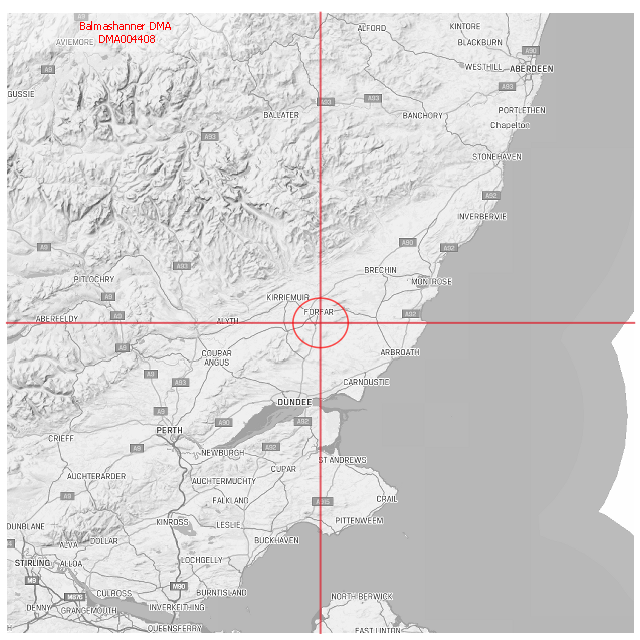 Balmashanner DMA
DMA004408
ALFORD
KINTORE
AVIEMORE
BLACKBURN
A90
WESTHILL
ABERDEEN
A9
A93
GUSSIE
A93
A93
PORTLETHEN
BALLATER
BANCHORY
Chapelton
A93
STONEHAVEN
A92
INVERBERVIE
A9
A90
A92
A93
BRECHIN
PITLOCHRY
MONTROSE
A9
KIRRIEMUIR
FORFAR
A92
ABERFELDY
A9
ALYTH
A9
COUPAR
ANGUS
ARBROATH
A9
A93
CARNOUSTIE
DUNDEE
A9
A90
A92
PERTH
CRIEFF
A9
A92
NEWBURGH
ST ANDREWS
CUPAR
AUCHTERARDER
AUCHTERMUCHTY
A9
FALKLAND
A915
CRAIL
KINROSS
LESLIE
PITTENWEEM
DUNBLANE
ALVA
DOLLAR
BUCKHAVEN
A9
STIRLING
ALLOA
LOCHGELLY
M9
M90
CULROSS
BURNTISLAND
M876
NORTH BERWICK
DENNY
GRANGEMOUTH
INVERKEITHING
QUEENSFERRY
EAST LINTON